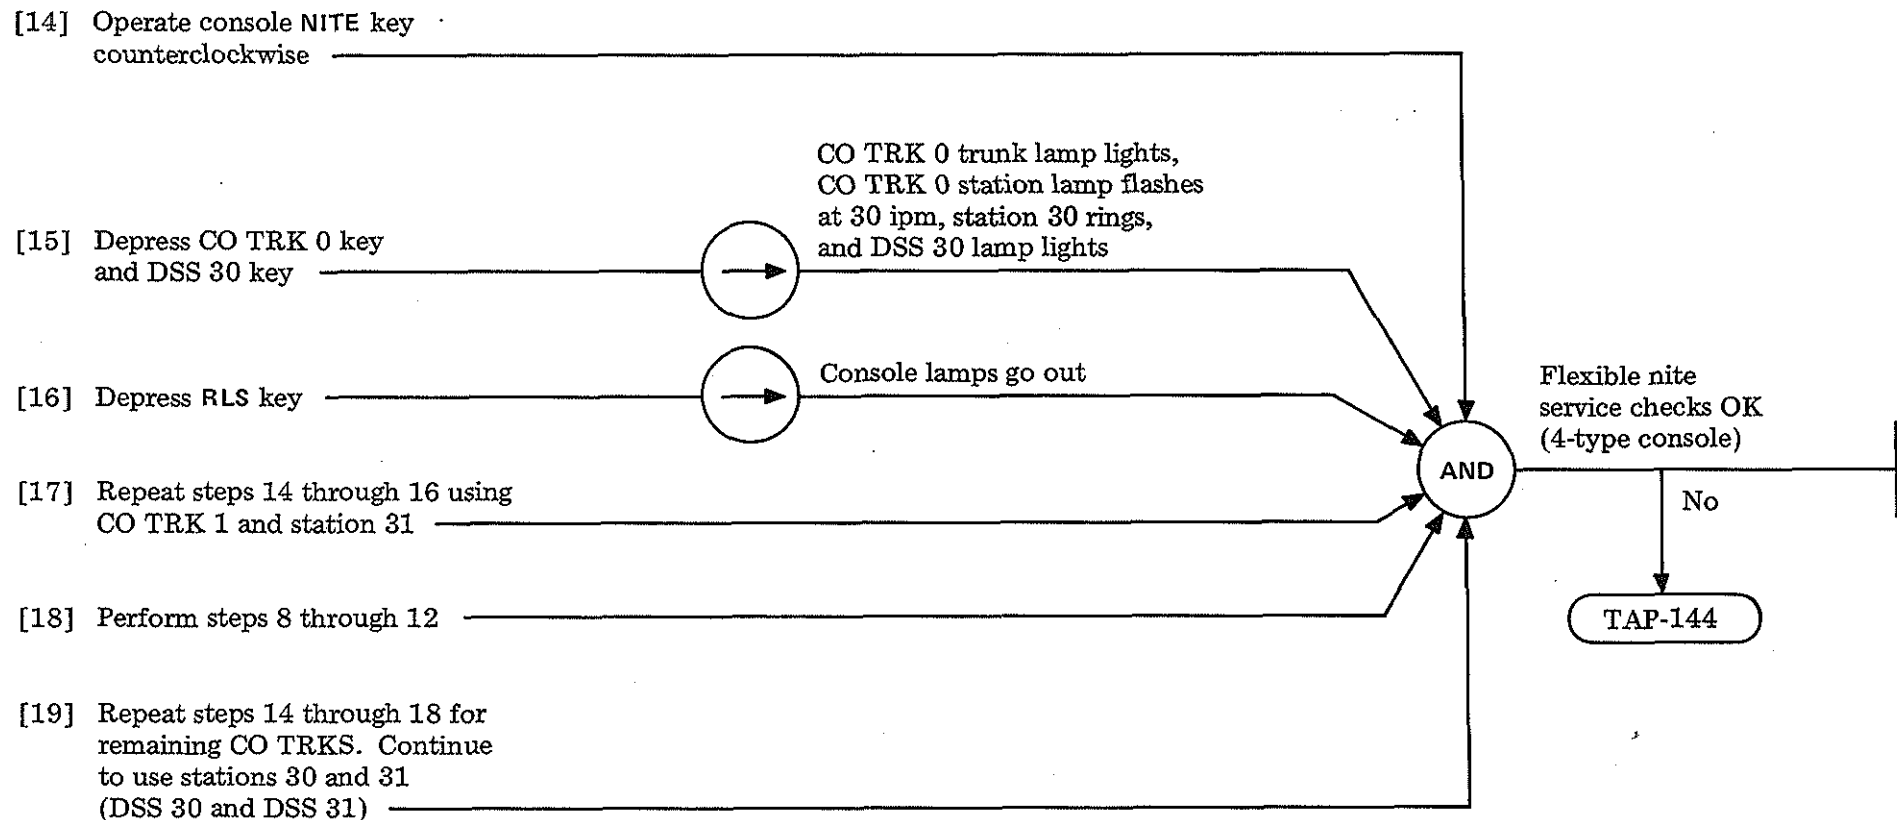 [14] Operate console NITE key
counterclockwise
CO TRK 0 trunk lamp lights,
CO TRK 0 station lamp flashes
at 30 ipm, station 30 rings,
and DSS 30 lamp lights
[15] Depress CO TRK 0 key
and DSS 30 key
[16] Depress RLS key
Console lamps go out
Flexible nite
service checks OK
(4-type console)
AND
No
TAP-144
[17] Repeat steps 14 through 16 using
CO TRK 1 and station 31
[18] Perform steps 8 through 12
[19] Repeat steps 14 through 18 for
remaining CO TRKS. Continue
to use stations 30 and 31
(DSS 30 and DSS 31)